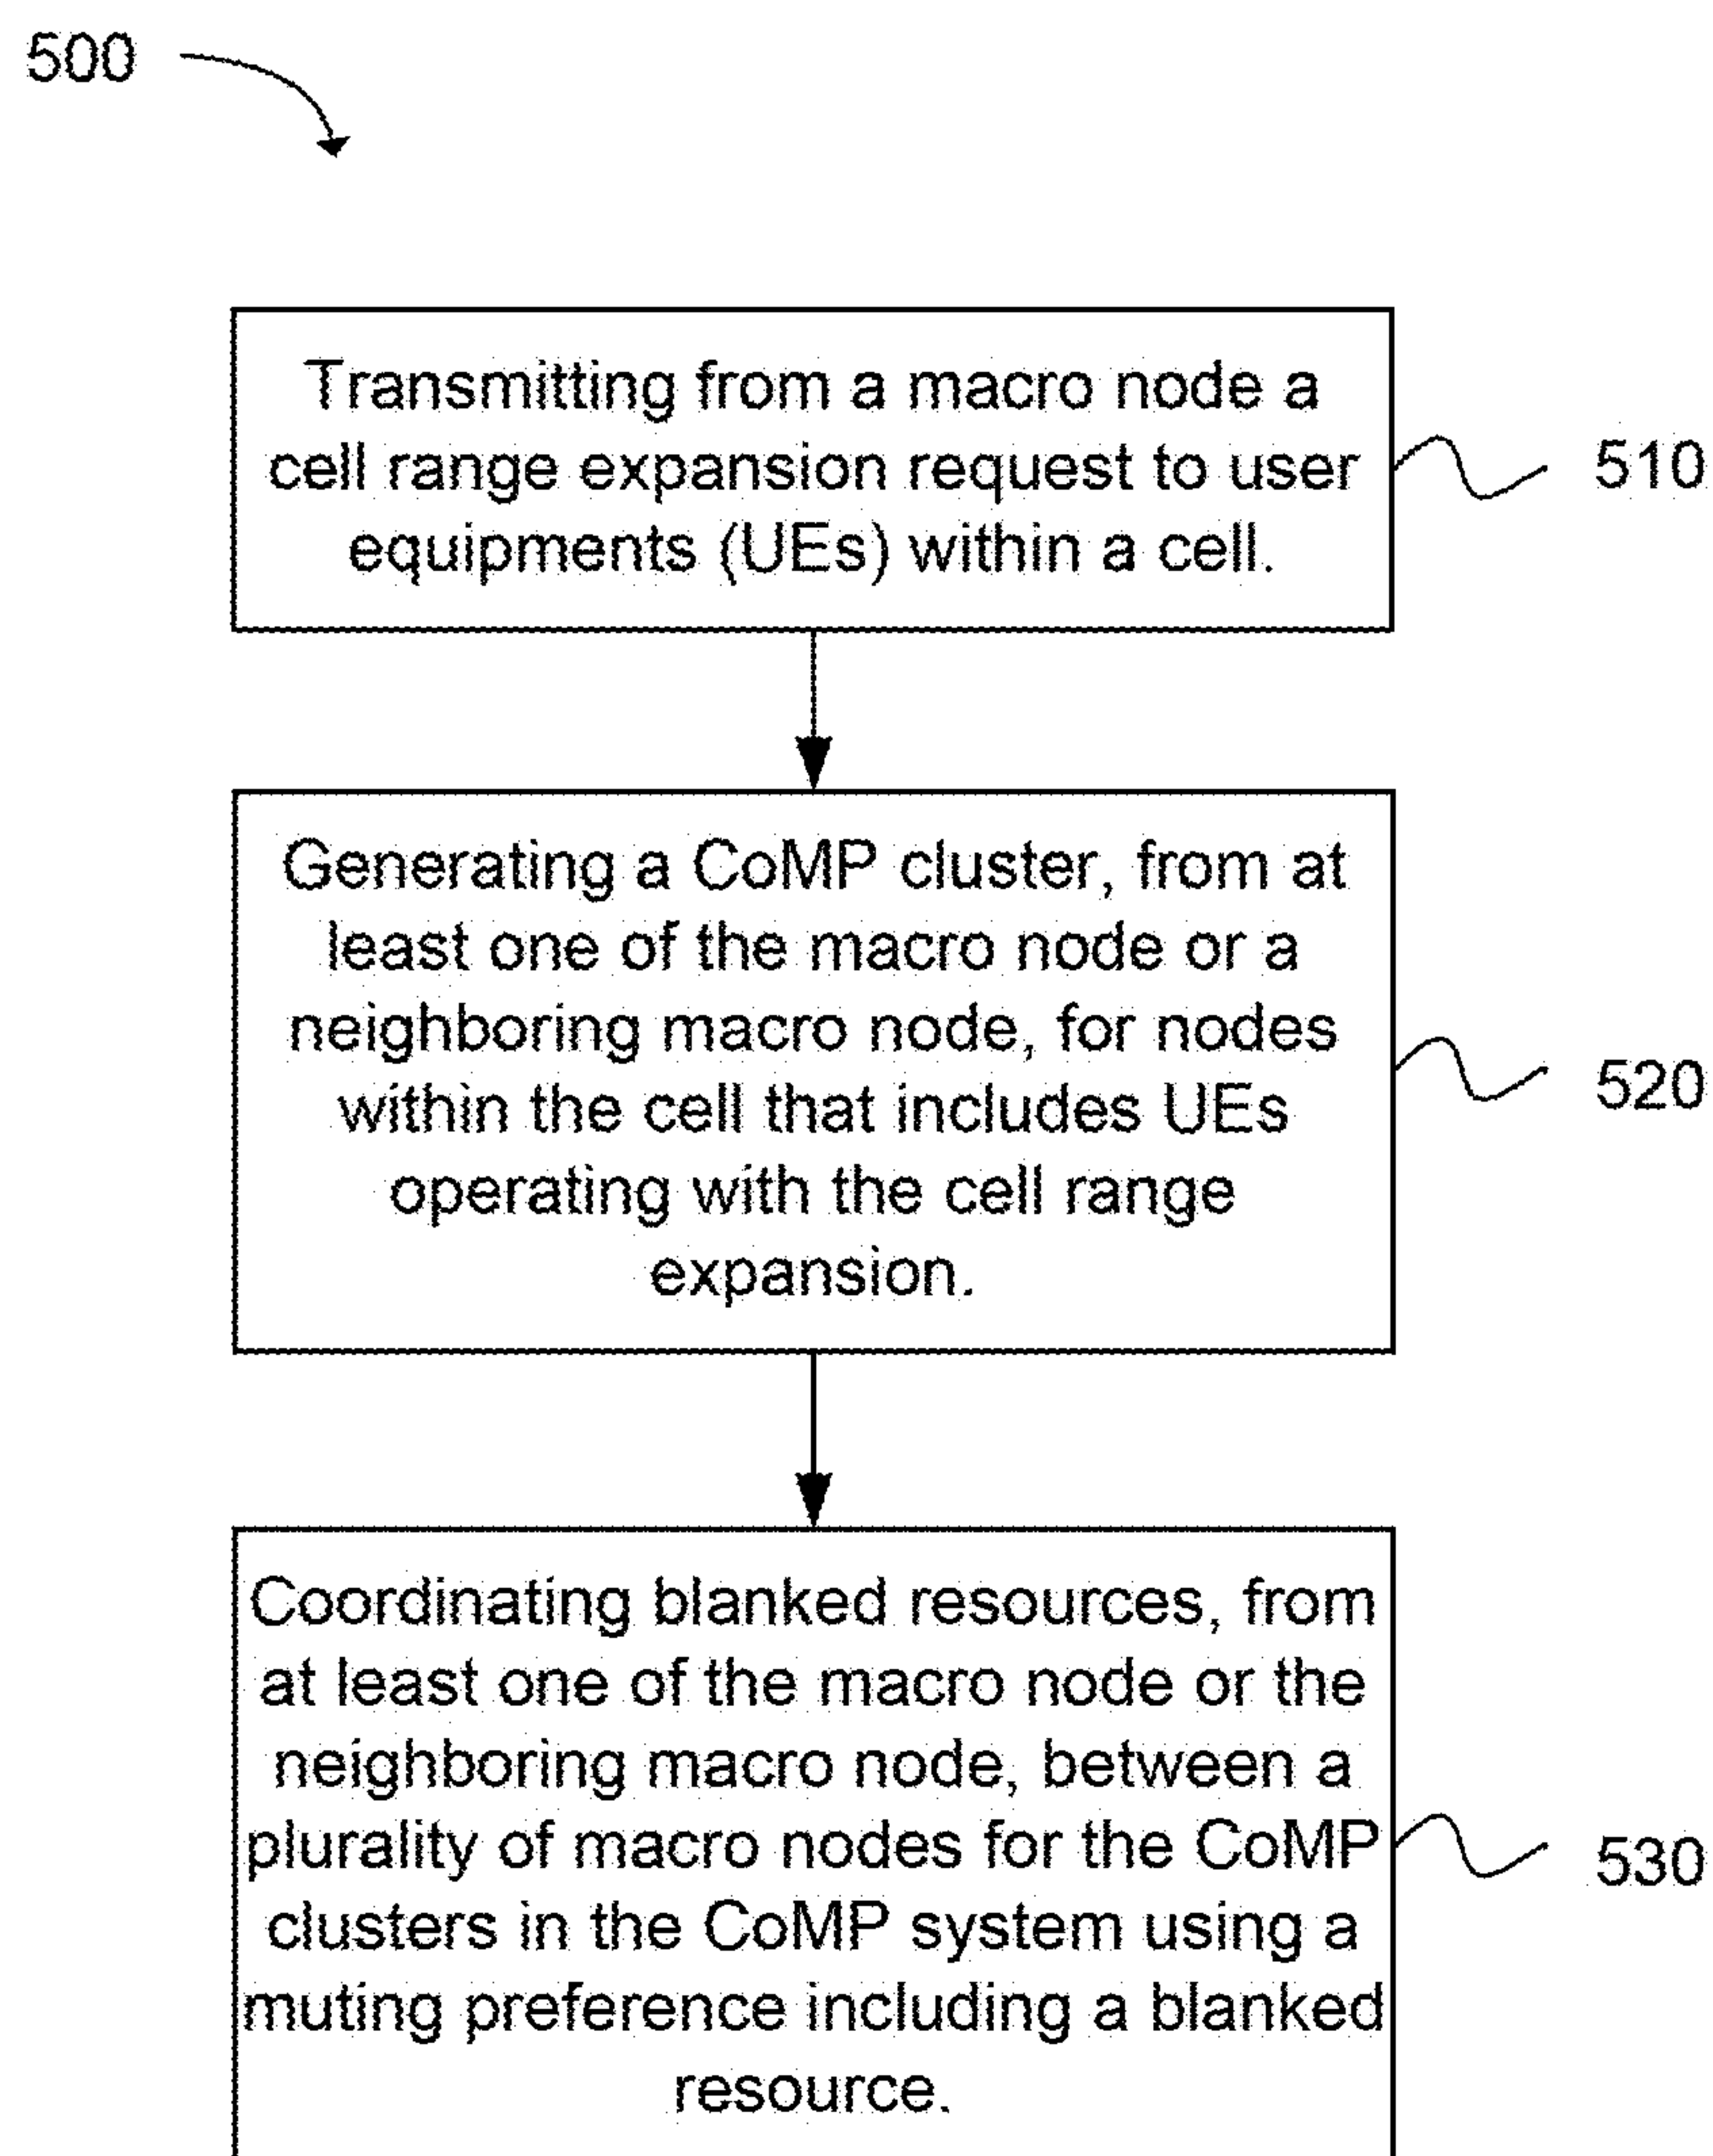 500
Transmitting from a macro node a
cell range expansion request to user
equipments (UEs) within a cell.
510
Generating a CoMP cluster, from at
least one of the macro node or a
neighboring macro node, for nodes
within the cell that includes UEs
operating with the cell range
expansion.
520
Coordinating blanked resources, from
at least one of the macro node or the
neighboring macro node, between a
plurality of macro nodes for the CoMP
clusters in the CoMP system using a
muting preference including a blanked
resource.
530